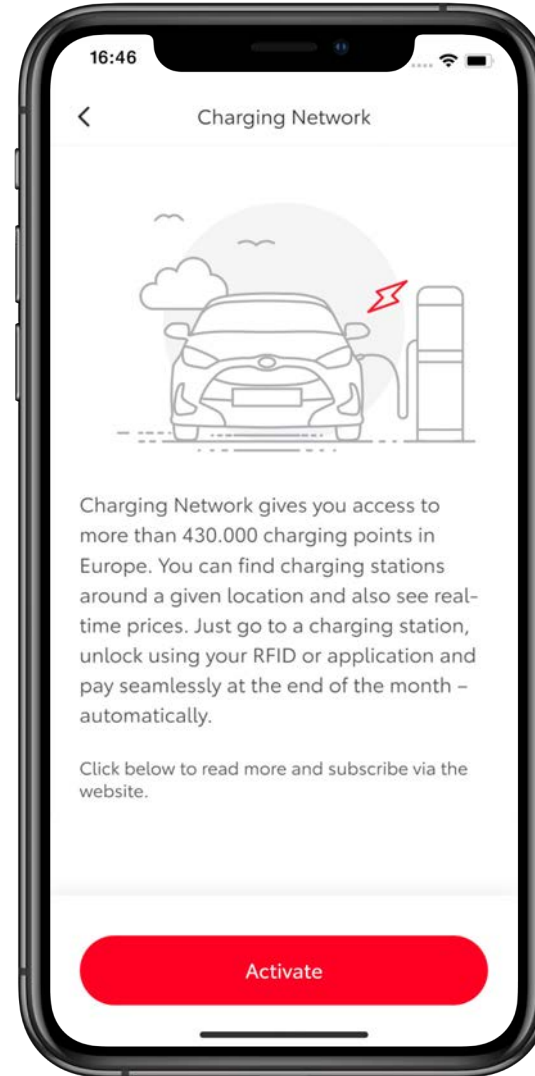 16:46
Charging Network
Charging Network gives you access to
more than 430.000 charging points in
Europe. You can find charging stations
around a given location and also see real-
time prices. Just go to a charging station,
unlock using your RFID or application and
pay seamlessly at the end of the month –
automatically.
Click below to read more and subscribe via the
website.
Activate